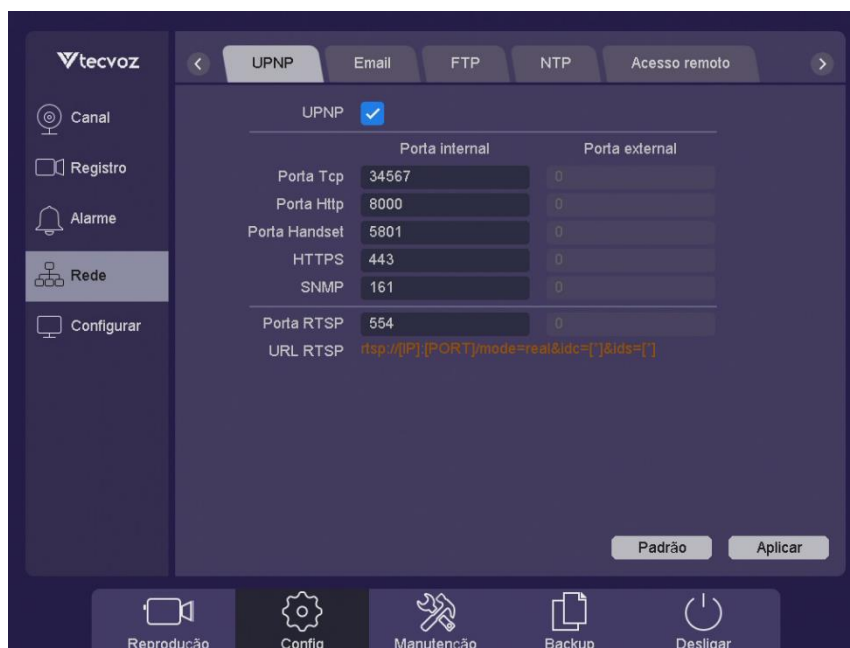 tecvoz
UPNP
Email
FTP
NTP
Acesso remoto
Canal
Registro
Alarme
Rede
Configurar
UPNP
Porta internal Porta external
Porta Tcp 34567 0
Porta Http 8000 0
Porta Handset 5801 0
HTTPS 443 0
SNMP 161 0
Porta RTSP 554 0
URL RTSP rtsp://[IP]:[PORT]/mode=real&idc=[*]&ids=[*]
Padrão Aplicar
Reprodução
Config
Manutenção
Backup
Desligar